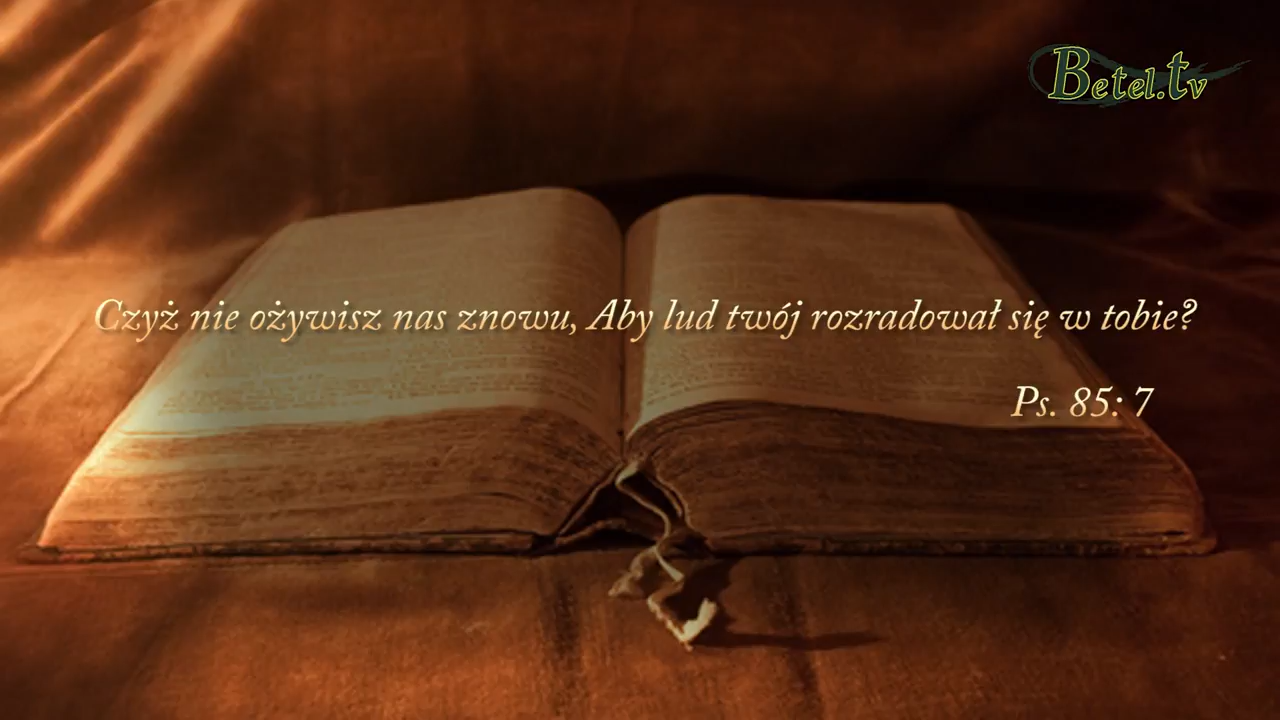 Betel.tv
Czyż nie ożywisz nas znowu, Aby lud twój rozradował się w tobie?
Ps. 85: 7